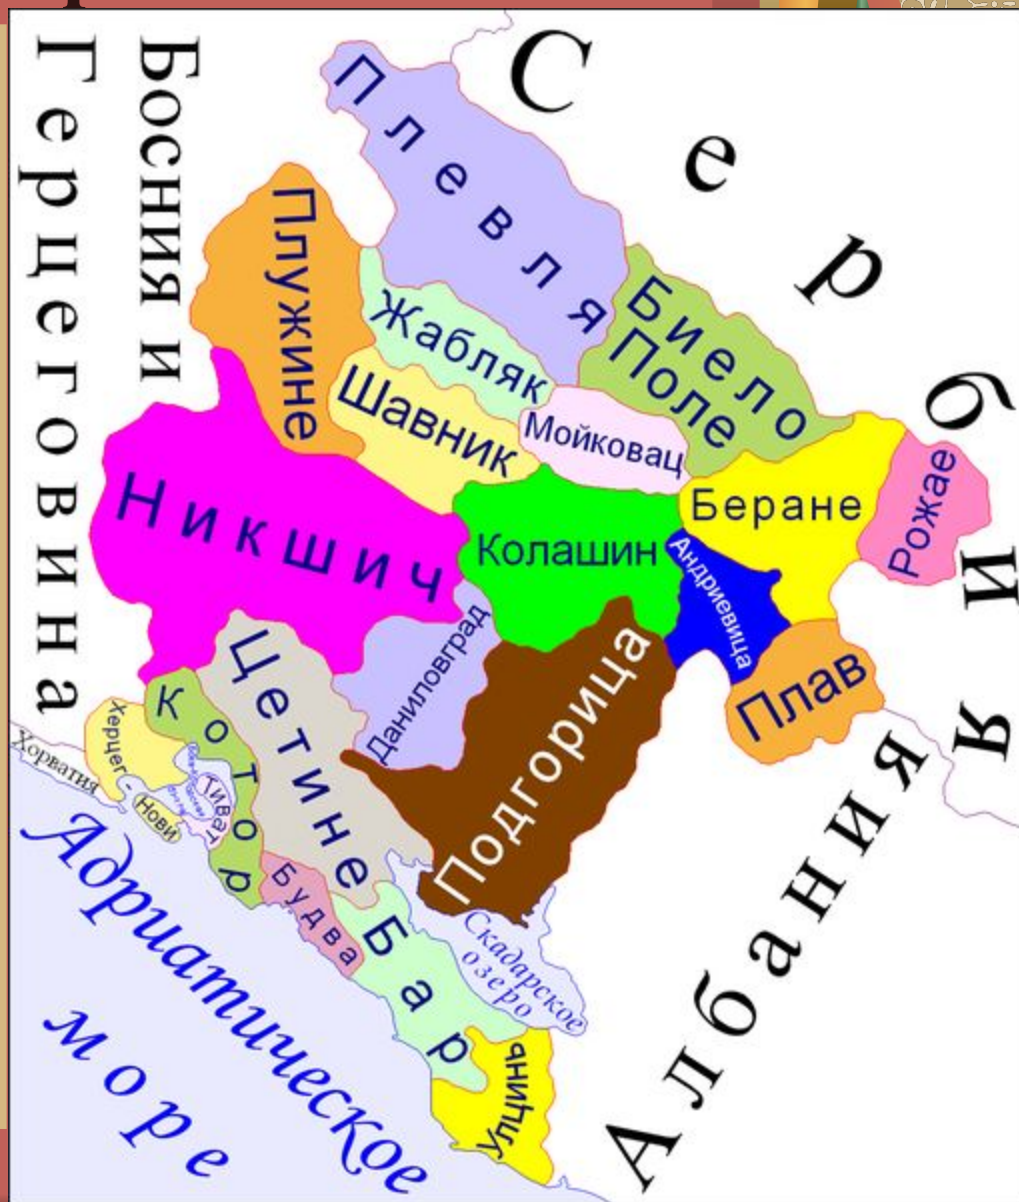 Босния и
Герцеговина
Сербия
Плевля
Плужине
Жабляк
Биело
Поле
Шавник
Мойковац
Беране
Рожае
Никшич
Колашин
Андриевица
Даниловград
Подгорица
Плав
Цетине
Котор
Херцег-
Нови
Хорватия
Тиват
Будва
Бар
Скадарское
озеро
Улцинь
Албания
Адриатическое
море